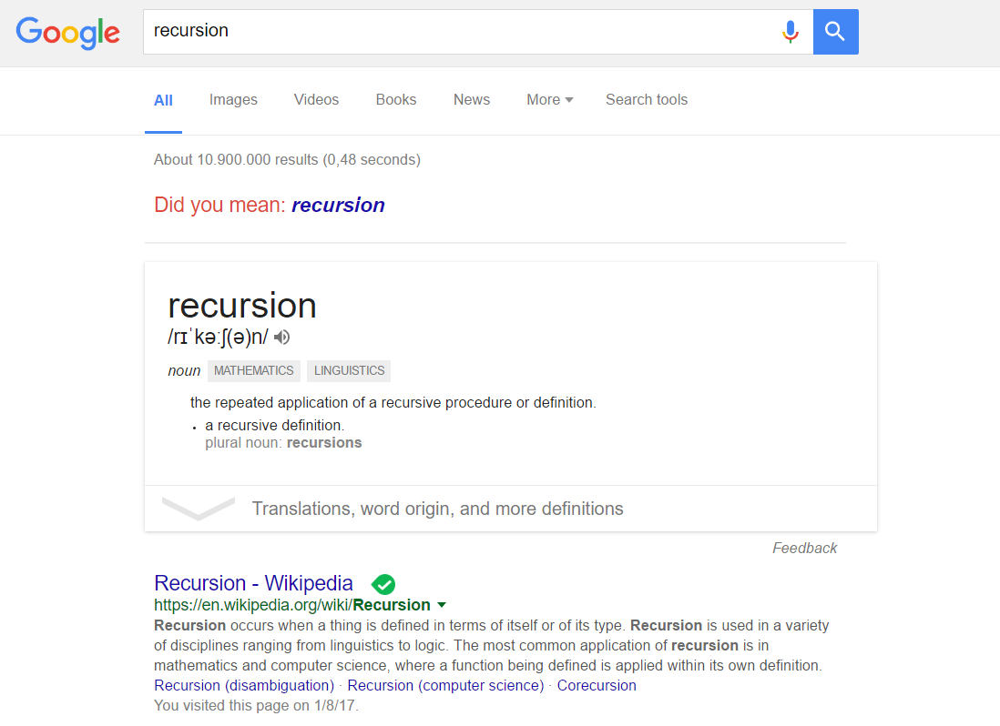 Google
recursion
All Images Videos Books News More Search tools
About 10.900.000 results (0,48 seconds)
Did you mean: recursion
recursion
/rɪˈkəːʃ(ə)n/
noun MATHEMATICS LINGUISTICS
the repeated application of a recursive procedure or definition.
• a recursive definition.
plural noun: recursions
Translations, word origin, and more definitions
Feedback
Recursion - Wikipedia
https://en.wikipedia.org/wiki/Recursion
Recursion occurs when a thing is defined in terms of itself or of its type. Recursion is used in a variety
of disciplines ranging from linguistics to logic. The most common application of recursion is in
mathematics and computer science, where a function being defined is applied within its own definition.
Recursion (disambiguation) · Recursion (computer science) · Corecursion
You visited this page on 1/8/17.